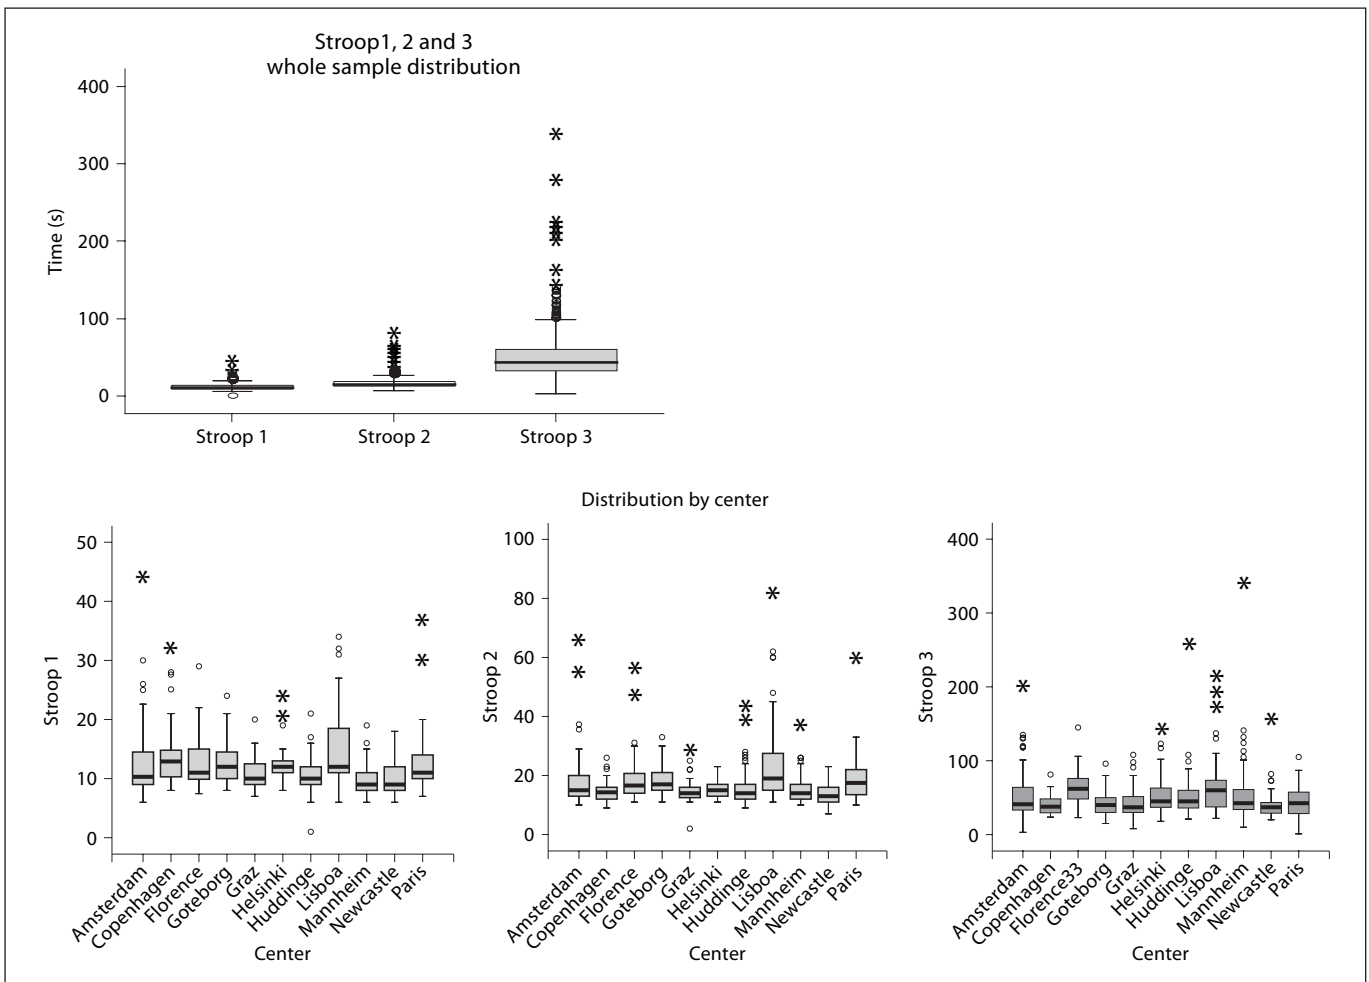 Stroop1, 2 and 3
whole sample distribution
400
300
200
100
0
Time (s)
Stroop 1
Stroop 2
Stroop 3
Distribution by center
50
40
30
20
10
0
Stroop 1
Amsterdam
Copenhagen
Florence
Goteborg
Graz
Helsinki
Huddinge
Lisboa
Mannheim
Newcastle
Paris
Center
100
80
60
40
20
0
Stroop 2
Amsterdam
Copenhagen
Florence
Goteborg
Graz
Helsinki
Huddinge
Lisboa
Mannheim
Newcastle
Paris
Center
400
300
200
100
0
Stroop 3
Amsterdam
Copenhagen
Florence33
Goteborg
Graz
Helsinki
Huddinge
Lisboa
Mannheim
Newcastle
Paris
Center